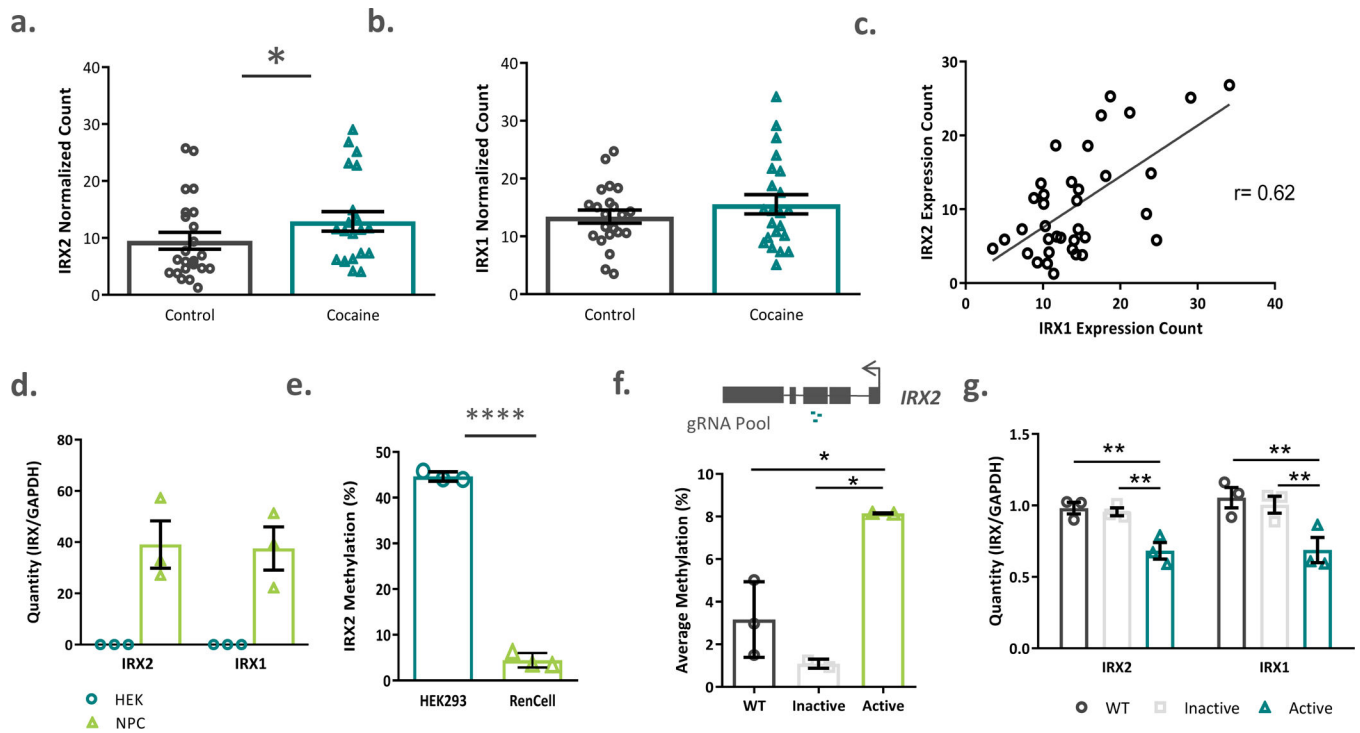 a.
IRX2 Normalized Count
40
30
20
10
0
*
Control
Cocaine
b.
IRX1 Normalized Count
40
30
20
10
0
Control
Cocaine
c.
IRX2 Expression Count
30
20
10
0
r= 0.62
0
10
20
30
40
IRX1 Expression Count
d.
Quantity (IRX/GAPDH)
80
60
40
20
0
IRX2
IRX1
HEK
NPC
e.
IRX2 Methylation (%)
****
50
40
30
20
10
0
HEK293
RenCell
f.
IRX2
gRNA Pool
Average Methylation (%)
10
8
6
4
2
0
*
*
WT
Inactive
Active
g.
Quantity (IRX/GAPDH)
1.5
1.0
0.5
0.0
**
**
**
**
IRX2
IRX1
WT
Inactive
Active